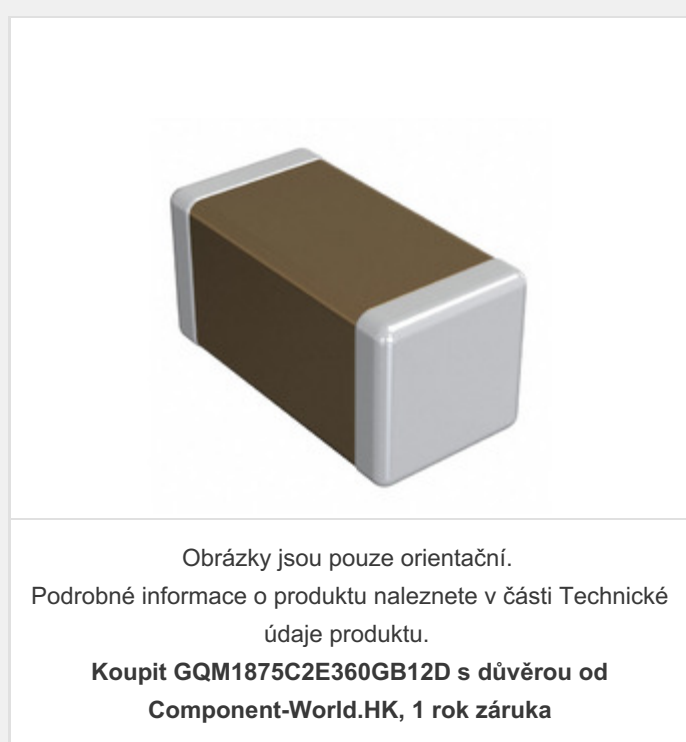 Obrázky jsou pouze orientační.
Podrobné informace o produktu naleznete v části Technické
údaje produktu.
Koupit GQM1875C2E360GB12D s důvěrou od
Component-World.HK, 1 rok záruka